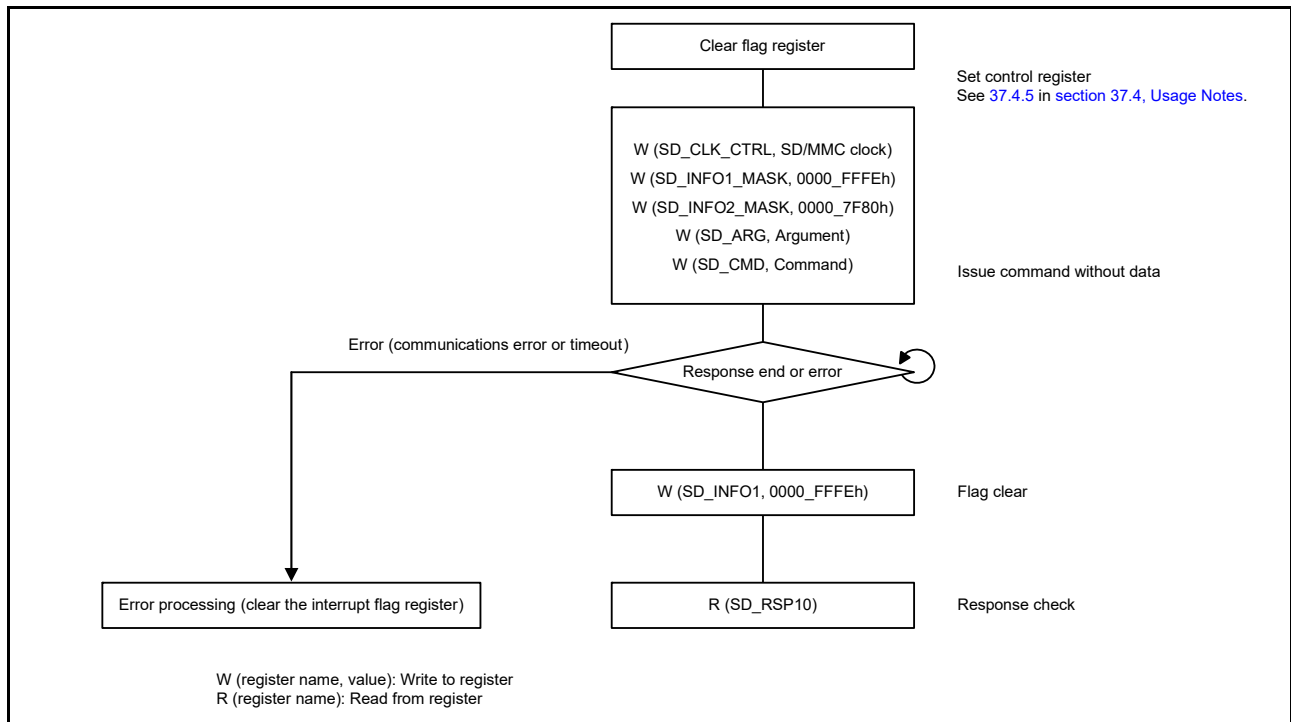 Clear flag register
Set control register
See 37.4.5 in section 37.4, Usage Notes.
W (SD_CLK_CTRL, SD/MMC clock)
W (SD_INFO1_MASK, 0000_FFFEh)
W (SD_INFO2_MASK, 0000_7F80h)
W (SD_ARG, Argument)
W (SD_CMD, Command)
Issue command without data
Error (communications error or timeout)
Response end or error
W (SD_INFO1, 0000_FFFEh)
Flag clear
Error processing (clear the interrupt flag register)
R (SD_RSP10)
Response check
W (register name, value): Write to register
R (register name): Read from register